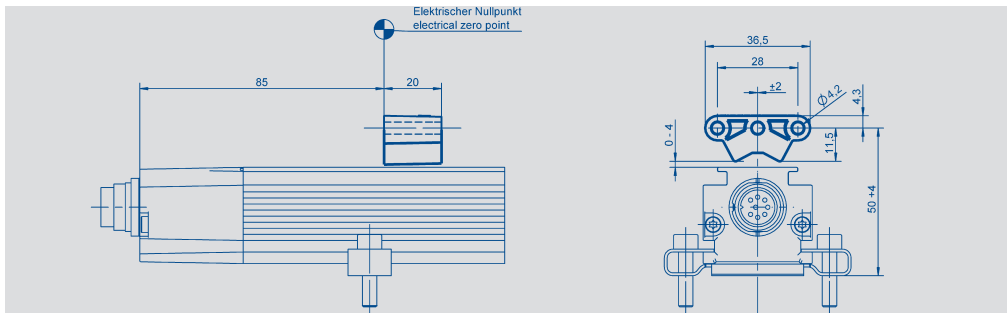 Elektrischer Nullpunkt
electrical zero point
85
20
36,5
28
±2
Ø4,2
4,3
0 - 4
11,5
50 +4